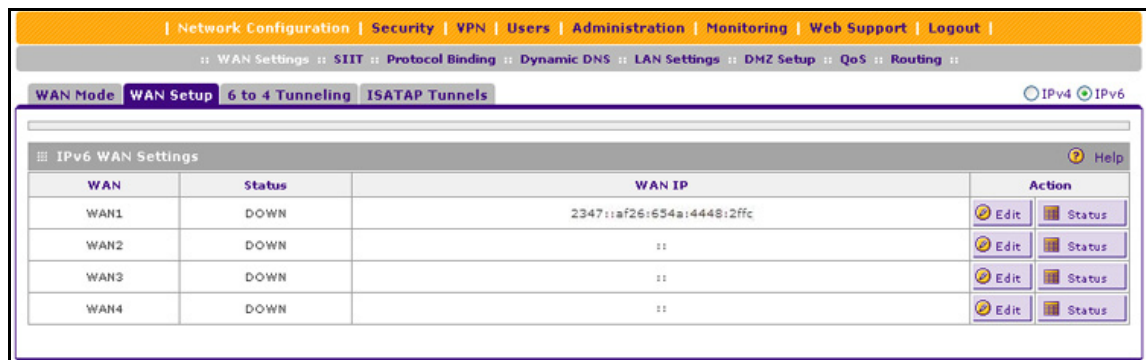 | Network Configuration | Security | VPN | Users | Administration | Monitoring | Web Support | Logout |
:: WAN Settings :: SIIT :: Protocol Binding :: Dynamic DNS :: LAN Settings :: DMZ Setup :: QoS :: Routing ::
WAN Mode WAN Setup 6 to 4 Tunneling ISATAP Tunnels IPv4 IPv6
IPv6 WAN Settings Help
WAN Status WAN IP Action
WAN1 DOWN 2347::af26:654a:4448:2ffc Edit Status
WAN2 DOWN :: Edit Status
WAN3 DOWN :: Edit Status
WAN4 DOWN :: Edit Status